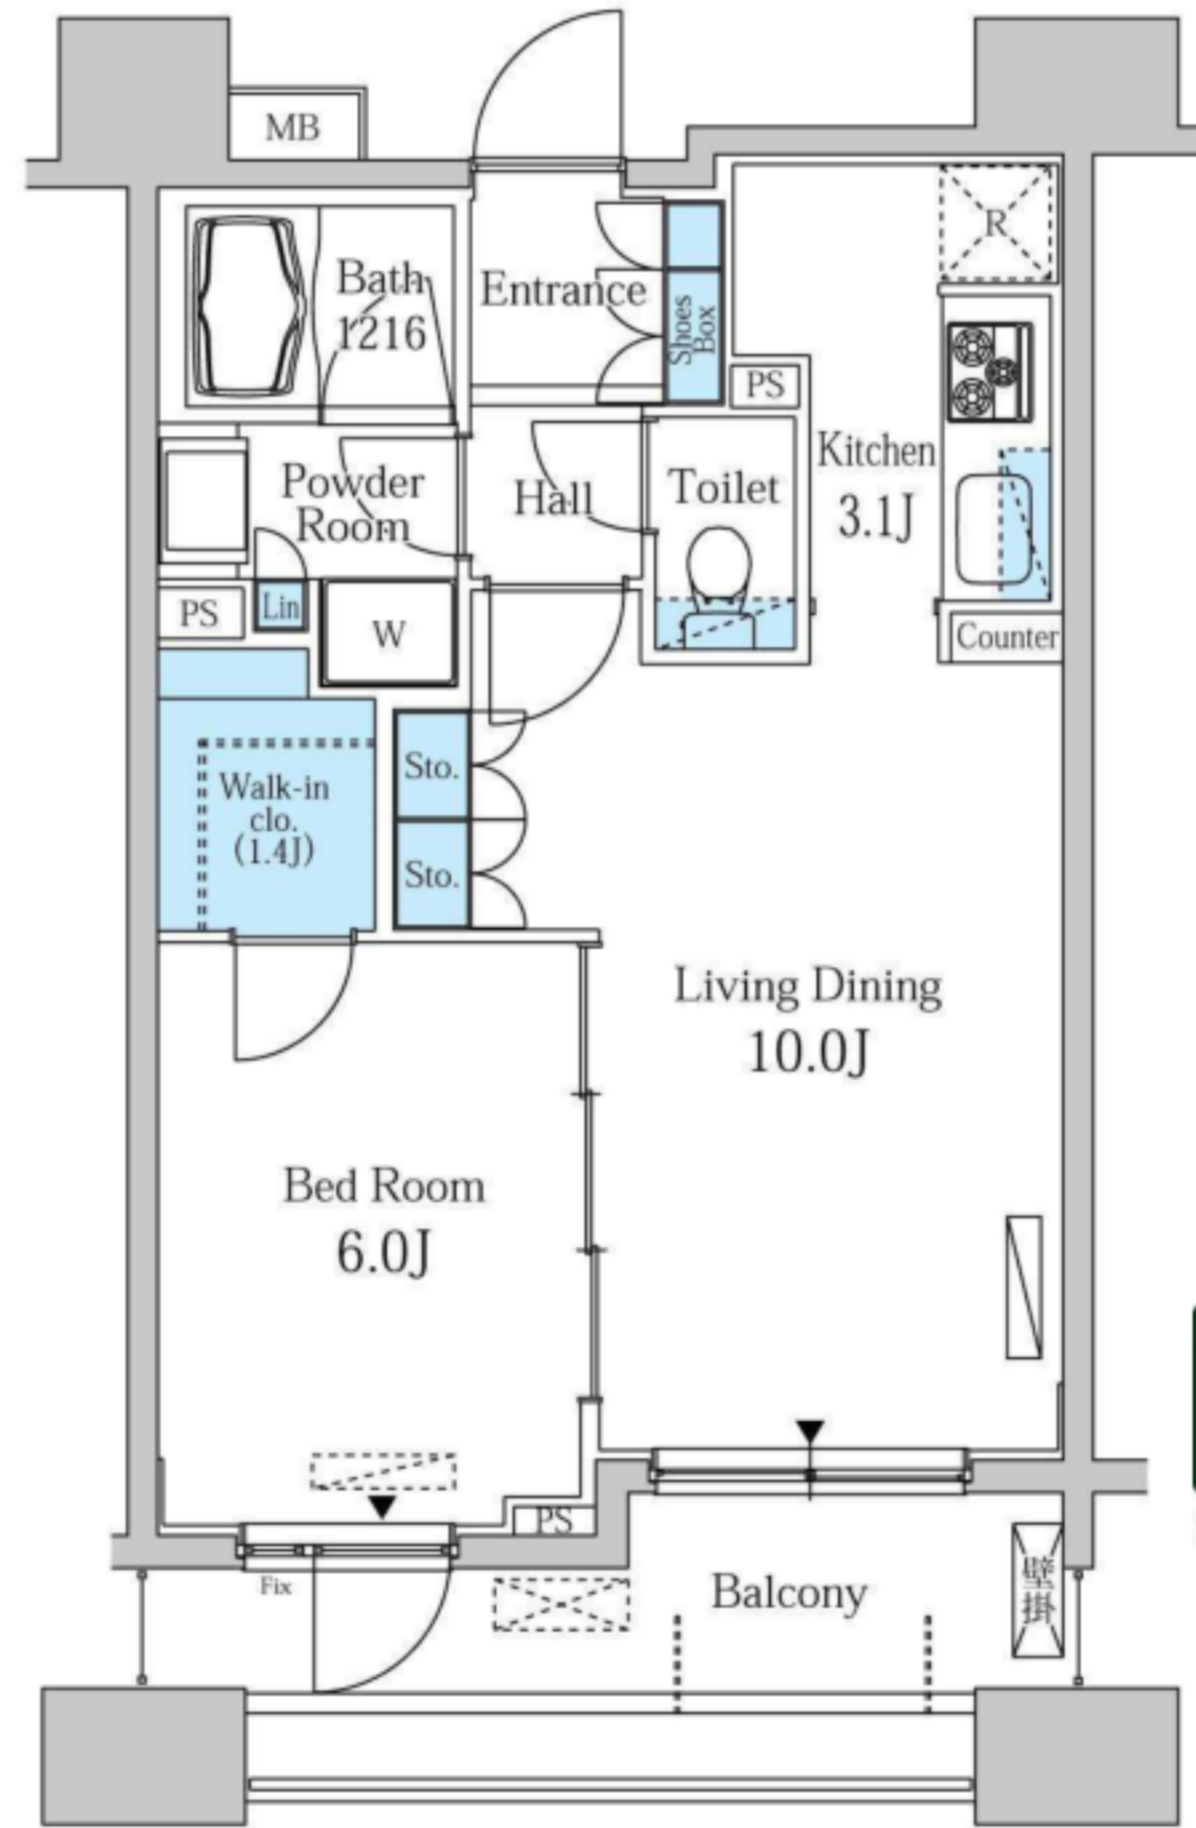 MB
R
Bath
1216
Entrance
Shoes
Box
PS
Kitchen
3.1J
Powder
Room
Hall
Toilet
PS
Lin
W
Counter
Walk-in
clo.
(1.4J)
Sto.
Sto.
Living Dining
10.0J
Bed Room
6.0J
PS
Fix
Balcony
壁
掛